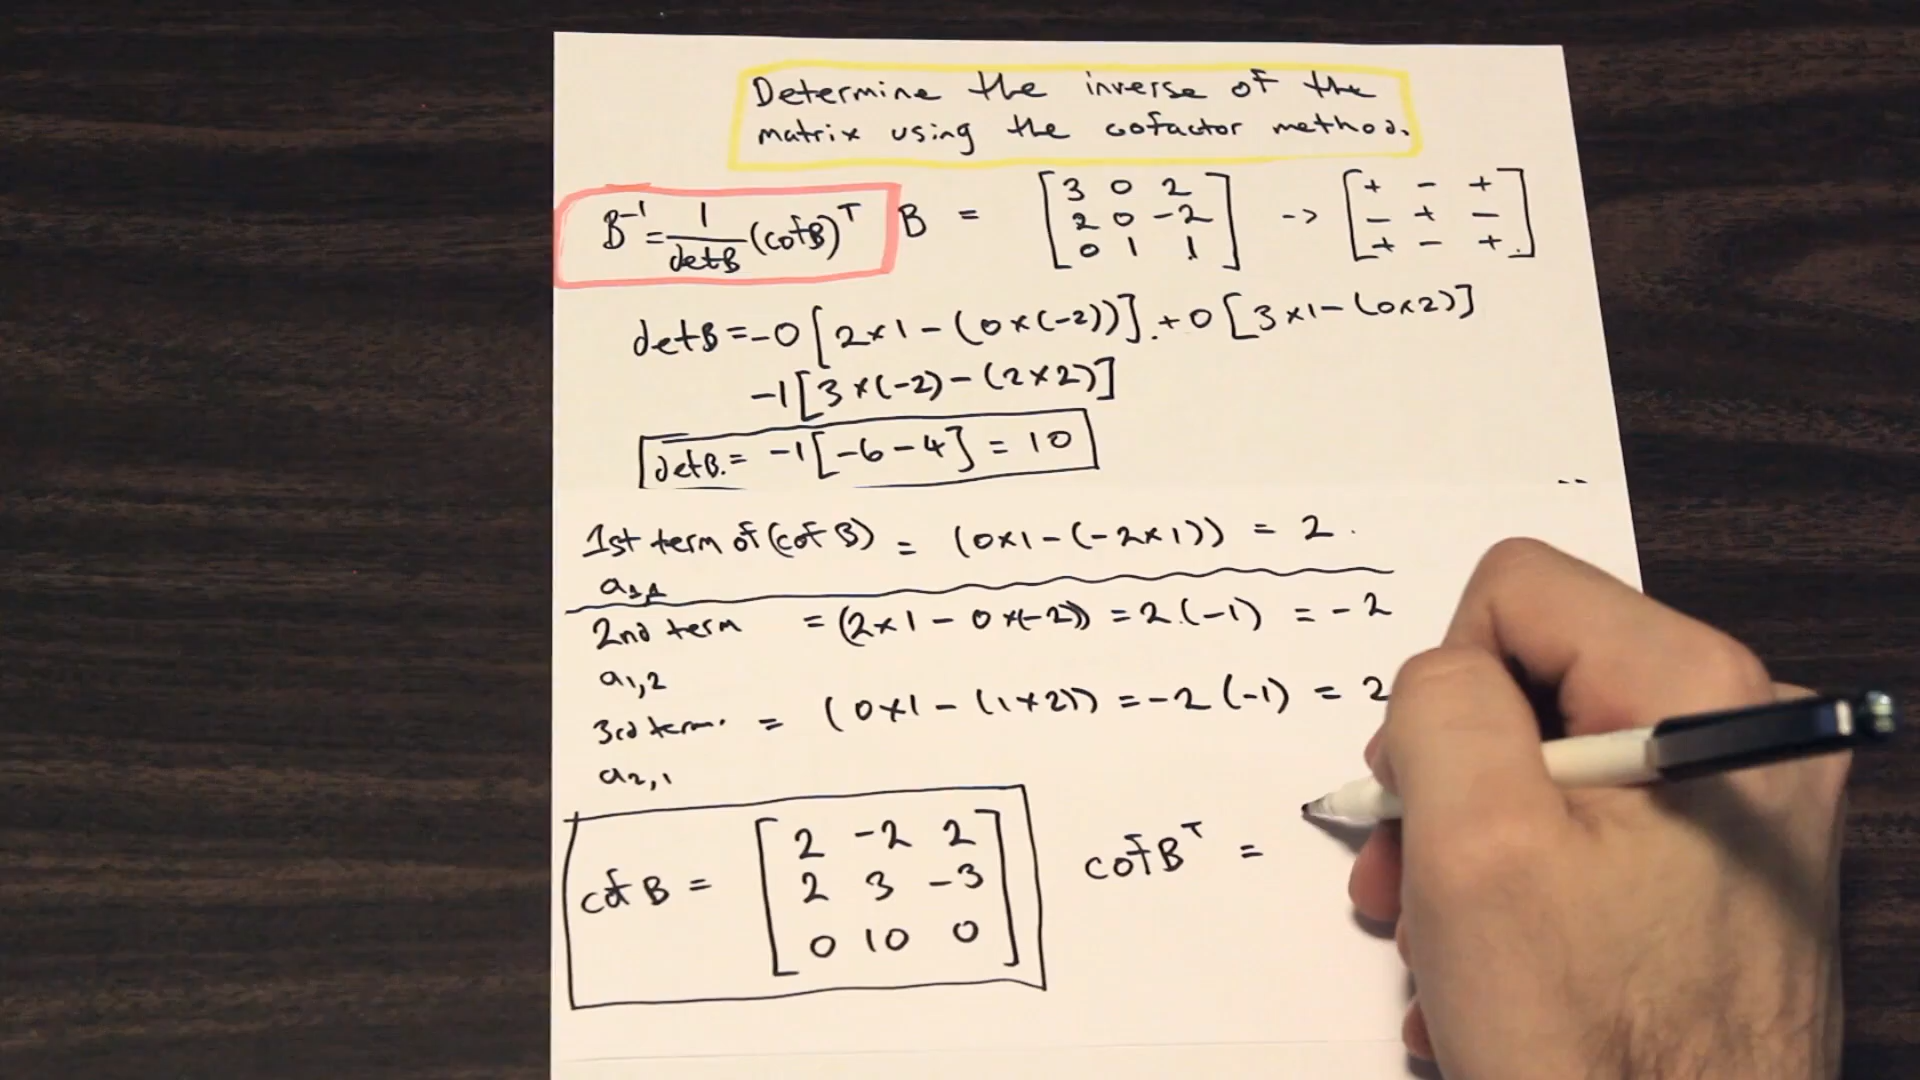 Determine the inverse of the
matrix using the cofactor method.
B⁻¹ = 1/detB (cofB)ᵀ
B = [3 0 2
2 0 -2
0 1 1] -> [+ - +
- + -
+ - +]
detB = -0[2×1-(0×(-2))]+0[3×1-(0×2)]
-1[3×(-2)-(2×2)]
detB = -1[-6-4] = 10
1st term of (cof B) = (0×1-(-2×1)) = 2.
a₁,₁
2nd term = (2×1 - 0×(-2)) = 2.(-1) = -2
a₁,₂
3rd term. = (0×1 - (1×2)) = -2(-1) = 2
a₂,₁
cof B = [2 -2 2
2 3 -3
0 10 0]
cofBᵀ =